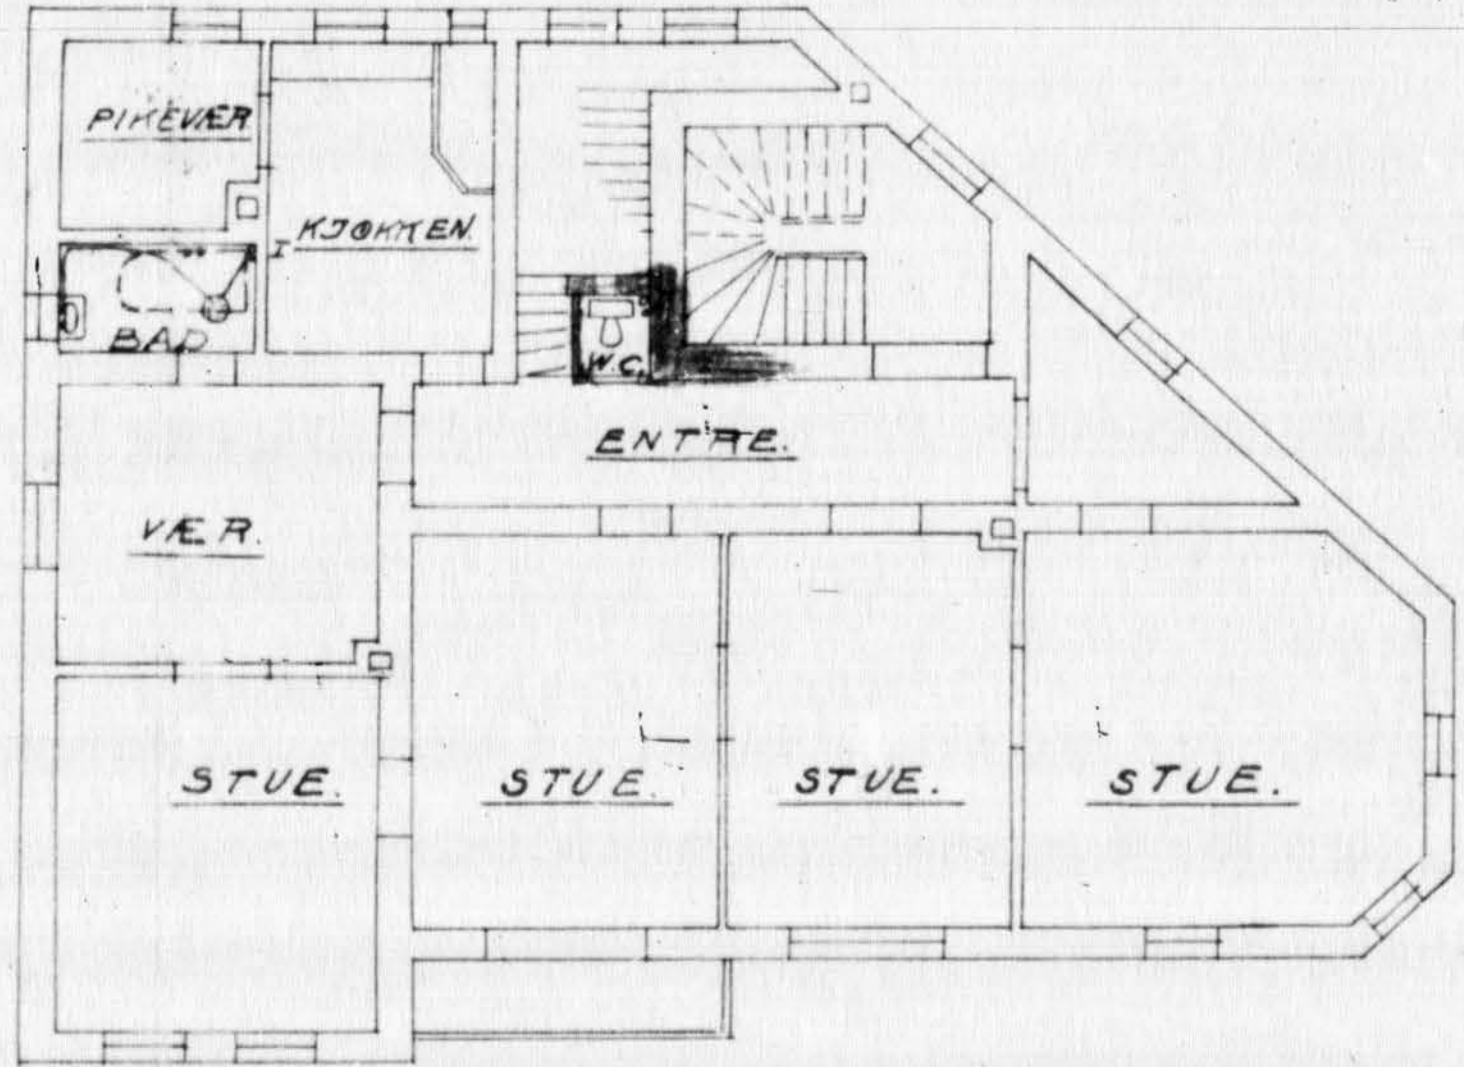 PIKEVÆR
KJØKKEN.
BAD
W.C.
ENTRE.
VÆR.
STUE.
STUE.
STUE.
STUE.